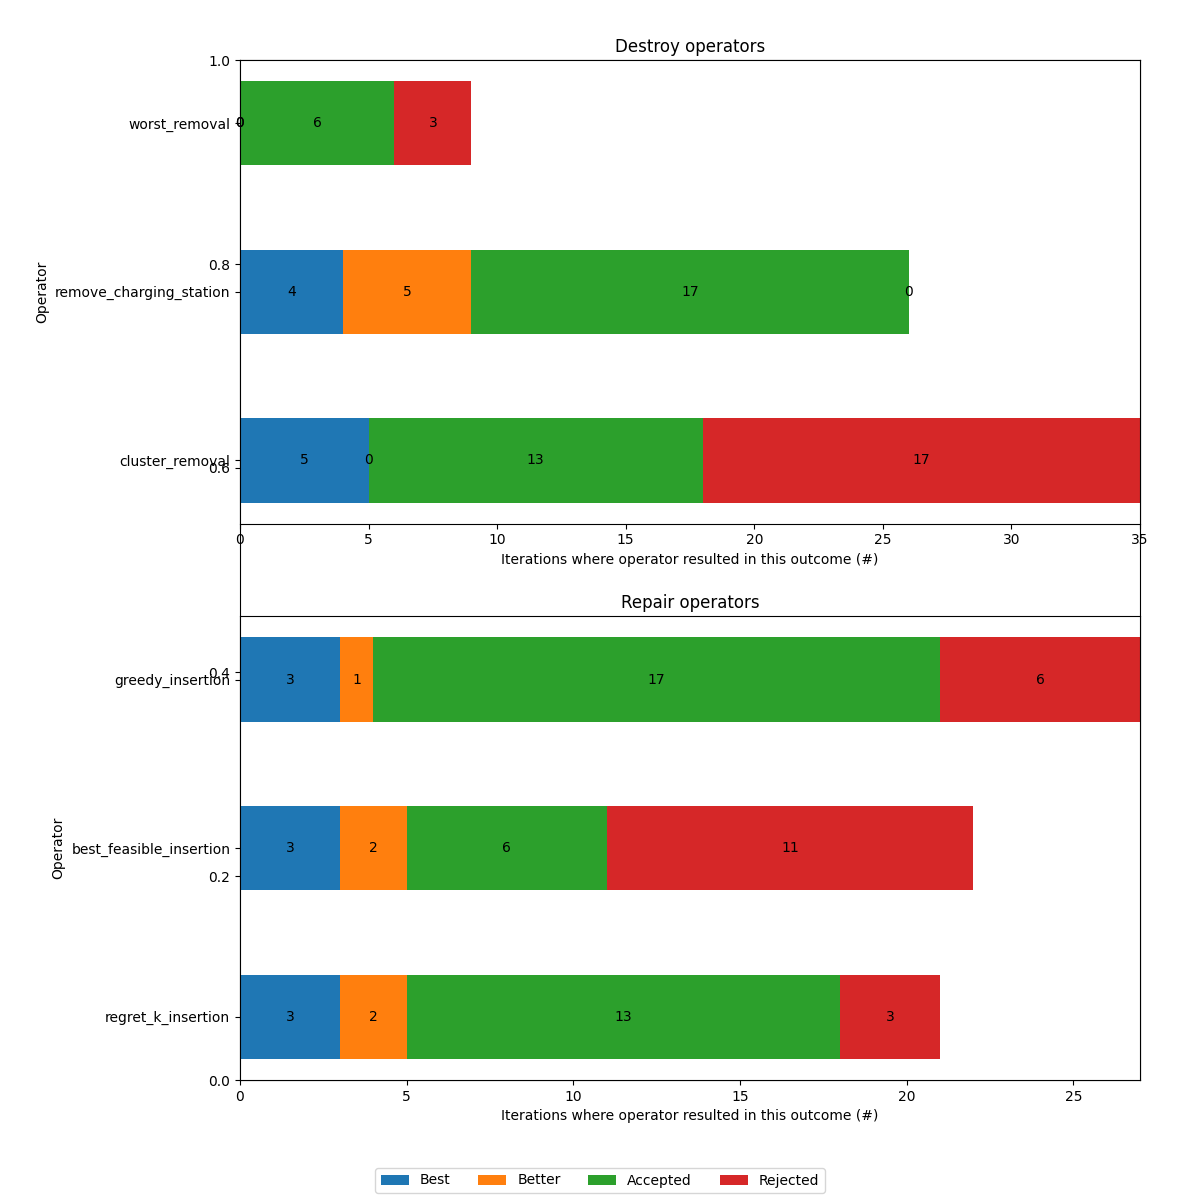 Destroy operators
1.0
worst_removal 0 0 6 3
0.8
Operator
remove_charging_station 4 5 17 0
cluster_removal 5 0 13 17
0.6
0 5 10 15 20 25 30 35
Iterations where operator resulted in this outcome (#)
Repair operators
0.4
greedy_insertion 3 1 17 6
Operator
best_feasible_insertion 3 2 6 11
0.2
regret_k_insertion 3 2 13 3
0.0
0 5 10 15 20 25
Iterations where operator resulted in this outcome (#)
Best Better Accepted Rejected